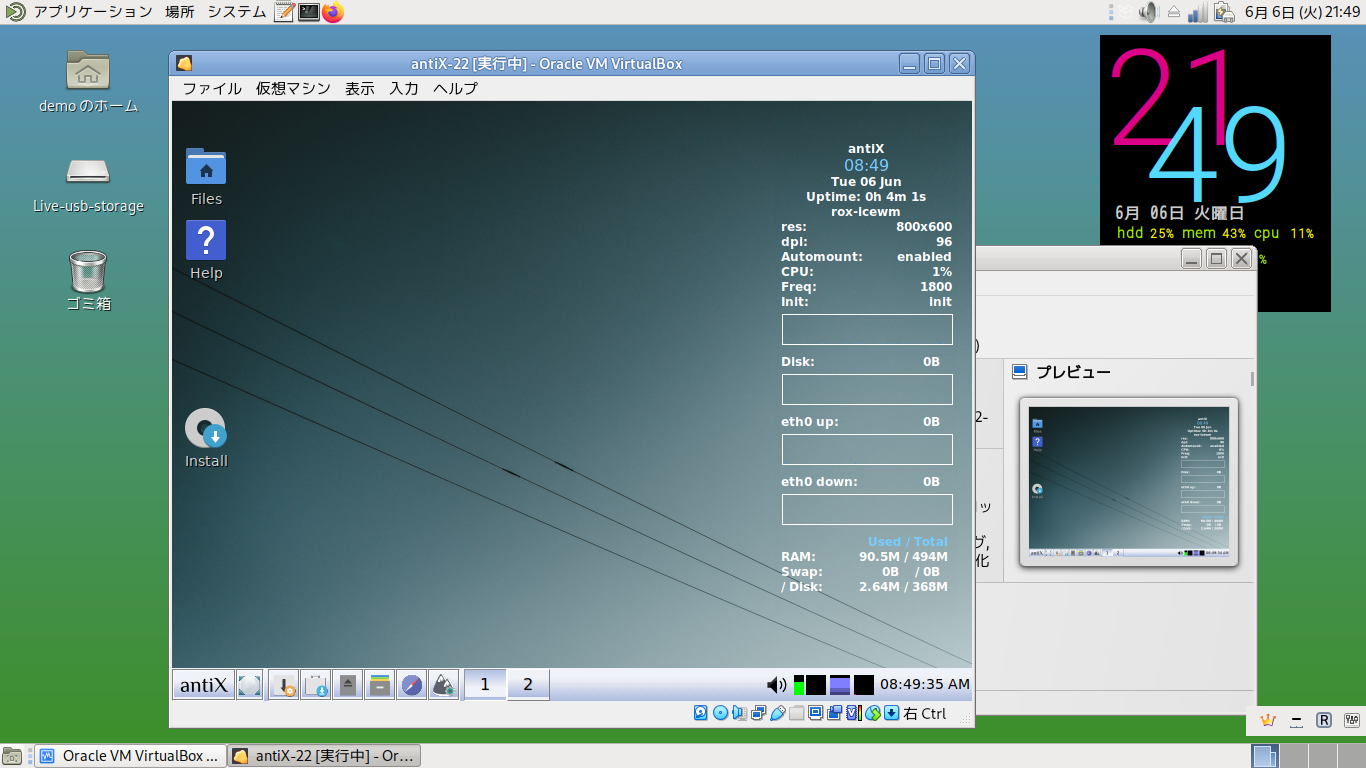 アプリケーション 場所 システム
6月 6日 (火) 21:49
demo のホーム
Live-usb-storage
ゴミ箱
21
49
6月 06日 火曜日
hdd 25% mem 43% cpu 11%
%
antiX-22 [実行中] - Oracle VM VirtualBox
ファイル 仮想マシン 表示 入力 ヘルプ
Files
Help
Install
antiX
08:49
Tue 06 Jun
Uptime: 0h 4m 1s
rox-icewm
res: 800x600
dpi: 96
Automount: enabled
CPU: 1%
Freq: 1800
Init: init
Disk: 0B
eth0 up: 0B
eth0 down: 0B
Used / Total
RAM: 90.5M / 494M
Swap: 0B / 0B
/ Disk: 2.64M / 368M
antiX
1
2
08:49:35 AM
右 Ctrl
)
プレビュー
2-
ッ
グ,
化
R
Oracle VM VirtualBox ...
antiX-22 [実行中] - Or...